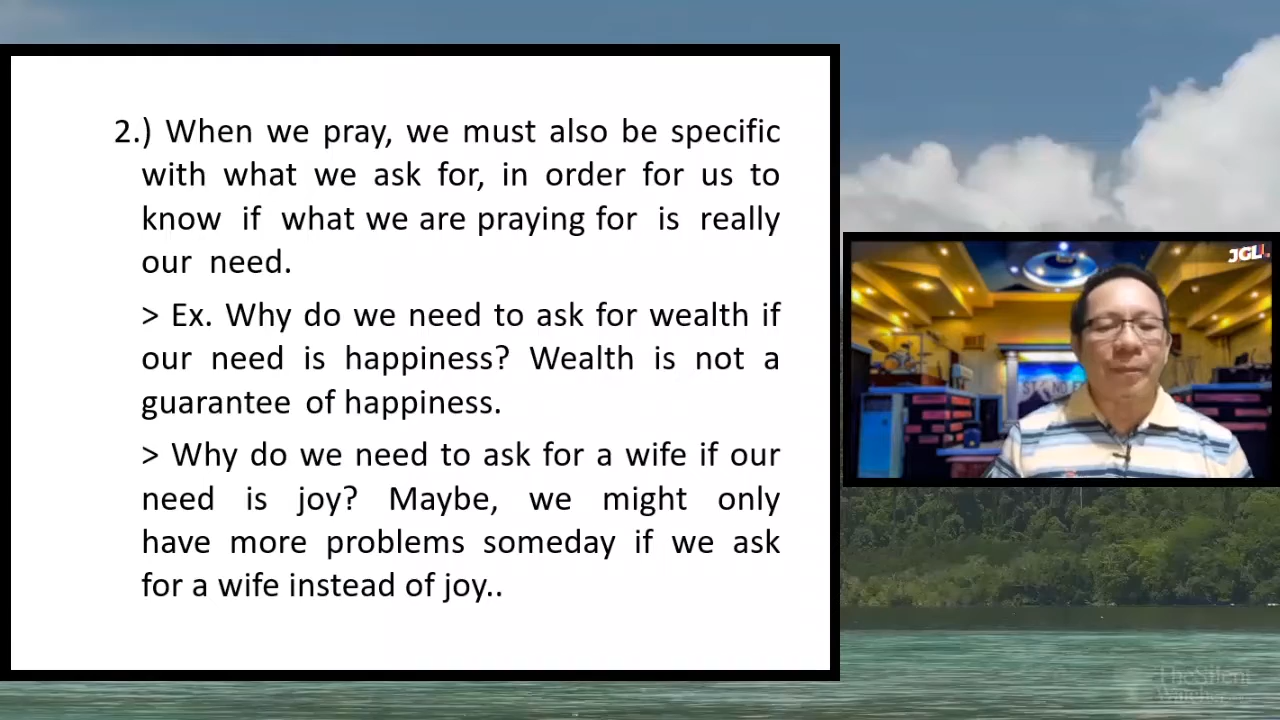 2.) When we pray, we must also be specific
with what we ask for, in order for us to
know if what we are praying for is really
our need.
> Ex. Why do we need to ask for wealth if
our need is happiness? Wealth is not a
guarantee of happiness.
> Why do we need to ask for a wife if our
need is joy? Maybe, we might only
have more problems someday if we ask
for a wife instead of joy..
JGLL
TheSilent
Watcher